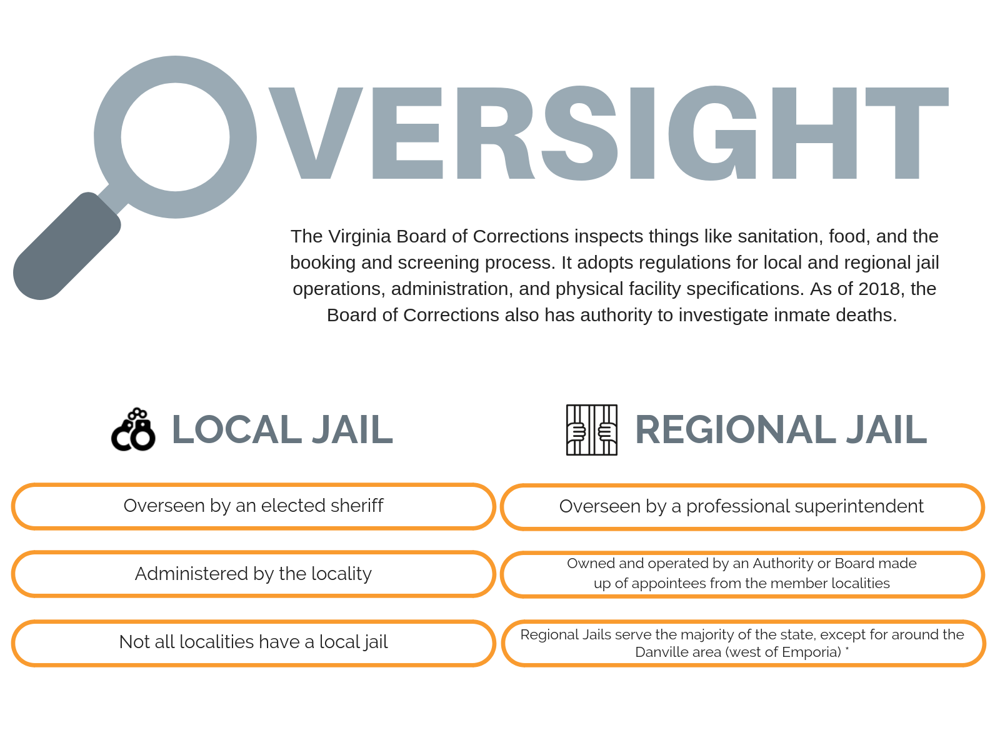 OVERSIGHT
The Virginia Board of Corrections inspects things like sanitation, food, and the
booking and screening process. It adopts regulations for local and regional jail
operations, administration, and physical facility specifications. As of 2018, the
Board of Corrections also has authority to investigate inmate deaths.
LOCAL JAIL
Overseen by an elected sheriff
Administered by the locality
Not all localities have a local jail
REGIONAL JAIL
Overseen by a professional superintendent
Owned and operated by an Authority or Board made
up of appointees from the member localities
Regional Jails serve the majority of the state, except for around the
Danville area (west of Emporia) *